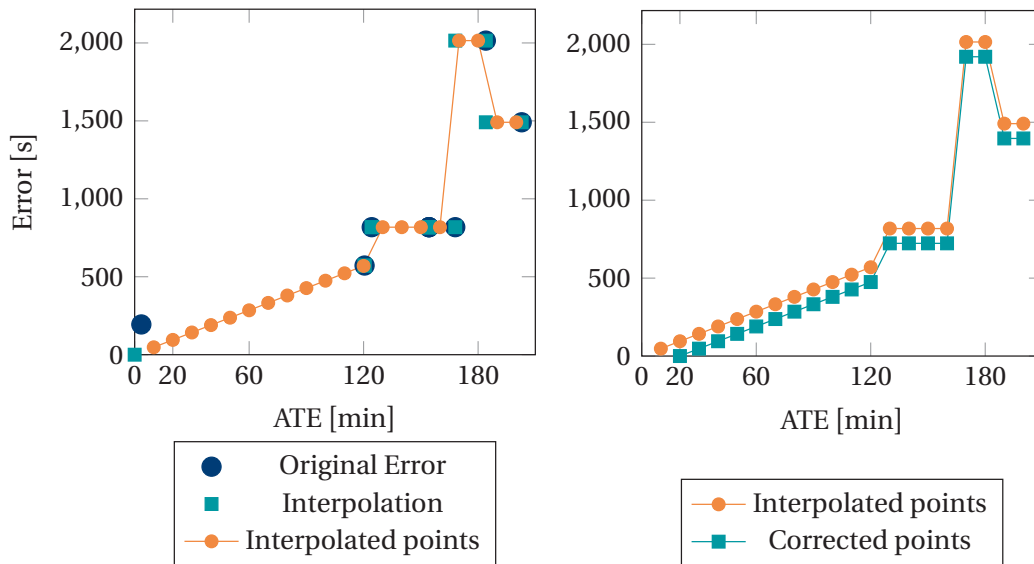 2,000
1,500
1,000
500
0
Error [s]
0 20 60 120 180
ATE [min]
Original Error
Interpolation
Interpolated points
2,000
1,500
1,000
500
0
0 20 60 120 180
ATE [min]
Interpolated points
Corrected points